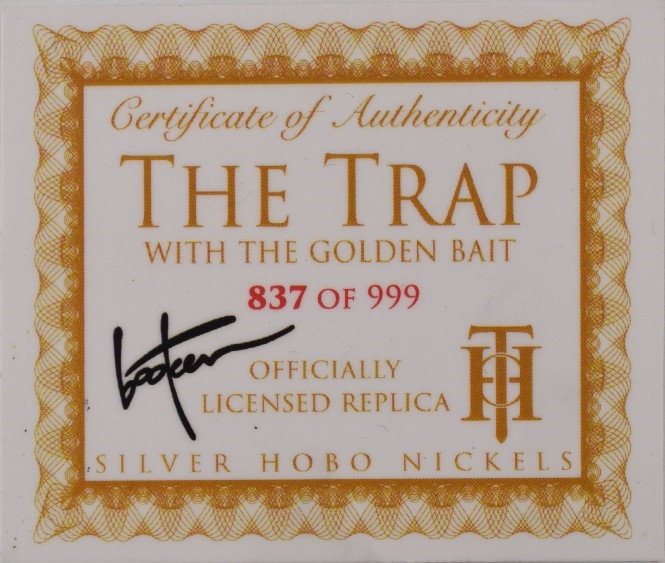 Certificate of Authenticity
THE TRAP
WITH THE GOLDEN BAIT
837 OF 999
OFFICIALLY
LICENSED REPLICA
SILVER HOBO NICKELS